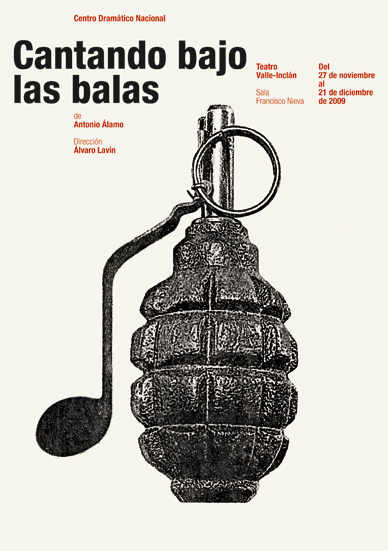 Centro Dramático Nacional
Cantando bajo
las balas
de
Antonio Álamo
Dirección
Álvaro Lavín
Teatro
Valle-Inclán
Sala
Francisco Nieva
Del
27 de noviembre
al
21 de diciembre
de 2009